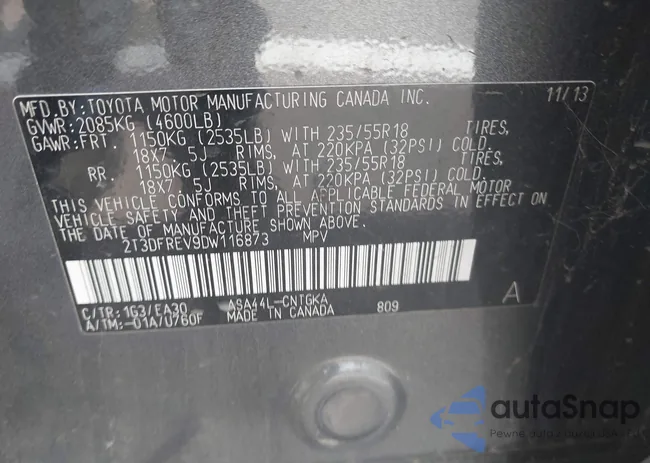 MFD.BY:TOYOTA MOTOR MANUFACTURING CANADA INC. 11/13
GVWR:2085KG (4600LB)
GAWR:FRT. 1150KG (2535LB) WITH 235/55R18 TIRES,
18X7.5J RIMS, AT 220KPA (32PSI) COLD.
RR. 1150KG (2535LB) WITH 235/55R18 TIRES,
18X7.5J RIMS, AT 220KPA (32PSI) COLD.
THIS VEHICLE CONFORMS TO ALL APPLICABLE FEDERAL MOTOR
VEHICLE SAFETY AND THEFT PREVENTION STANDARDS IN EFFECT ON
THE DATE OF MANUFACTURE SHOWN ABOVE.
2T3DFREV9DW116873 MPV
A
C/TR:1G3/EA30 ASA44L-CNTGKA 809
A/TM:-01A/U760F MADE IN CANADA
autaSnap
Pewne auta z